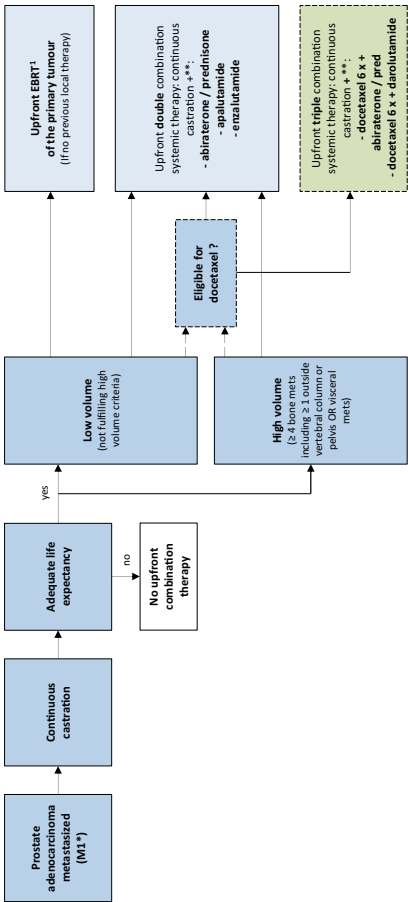 Prostate
adenocarcinoma
metastasized
(M1*)
Continuous
castration
Adequate life
expectancy
yes
no
No upfront
combination
therapy
Low volume
(not fulfilling high
volume criteria)
High volume
(≥ 4 bone mets
including ≥ 1 outside
vertebral column or
pelvis OR visceral
mets)
Eligible for
docetaxel ?
Upfront EBRT¹
of the primary tumour
(If no previous local therapy)
Upfront double combination
systemic therapy: continuous
castration +**:
- abiraterone / prednisone
- apalutamide
- enzalutamide
Upfront triple combination
systemic therapy: continuous
castration + **:
- docetaxel 6 x +
abiraterone / pred
- docetaxel 6 x + darolutamide